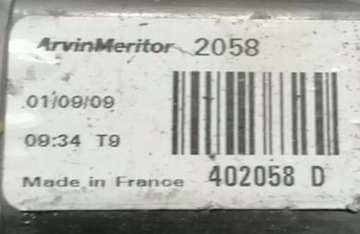 ArvinMeritor 2058
01/09/09
09:34 T9
Made in France 402058 D